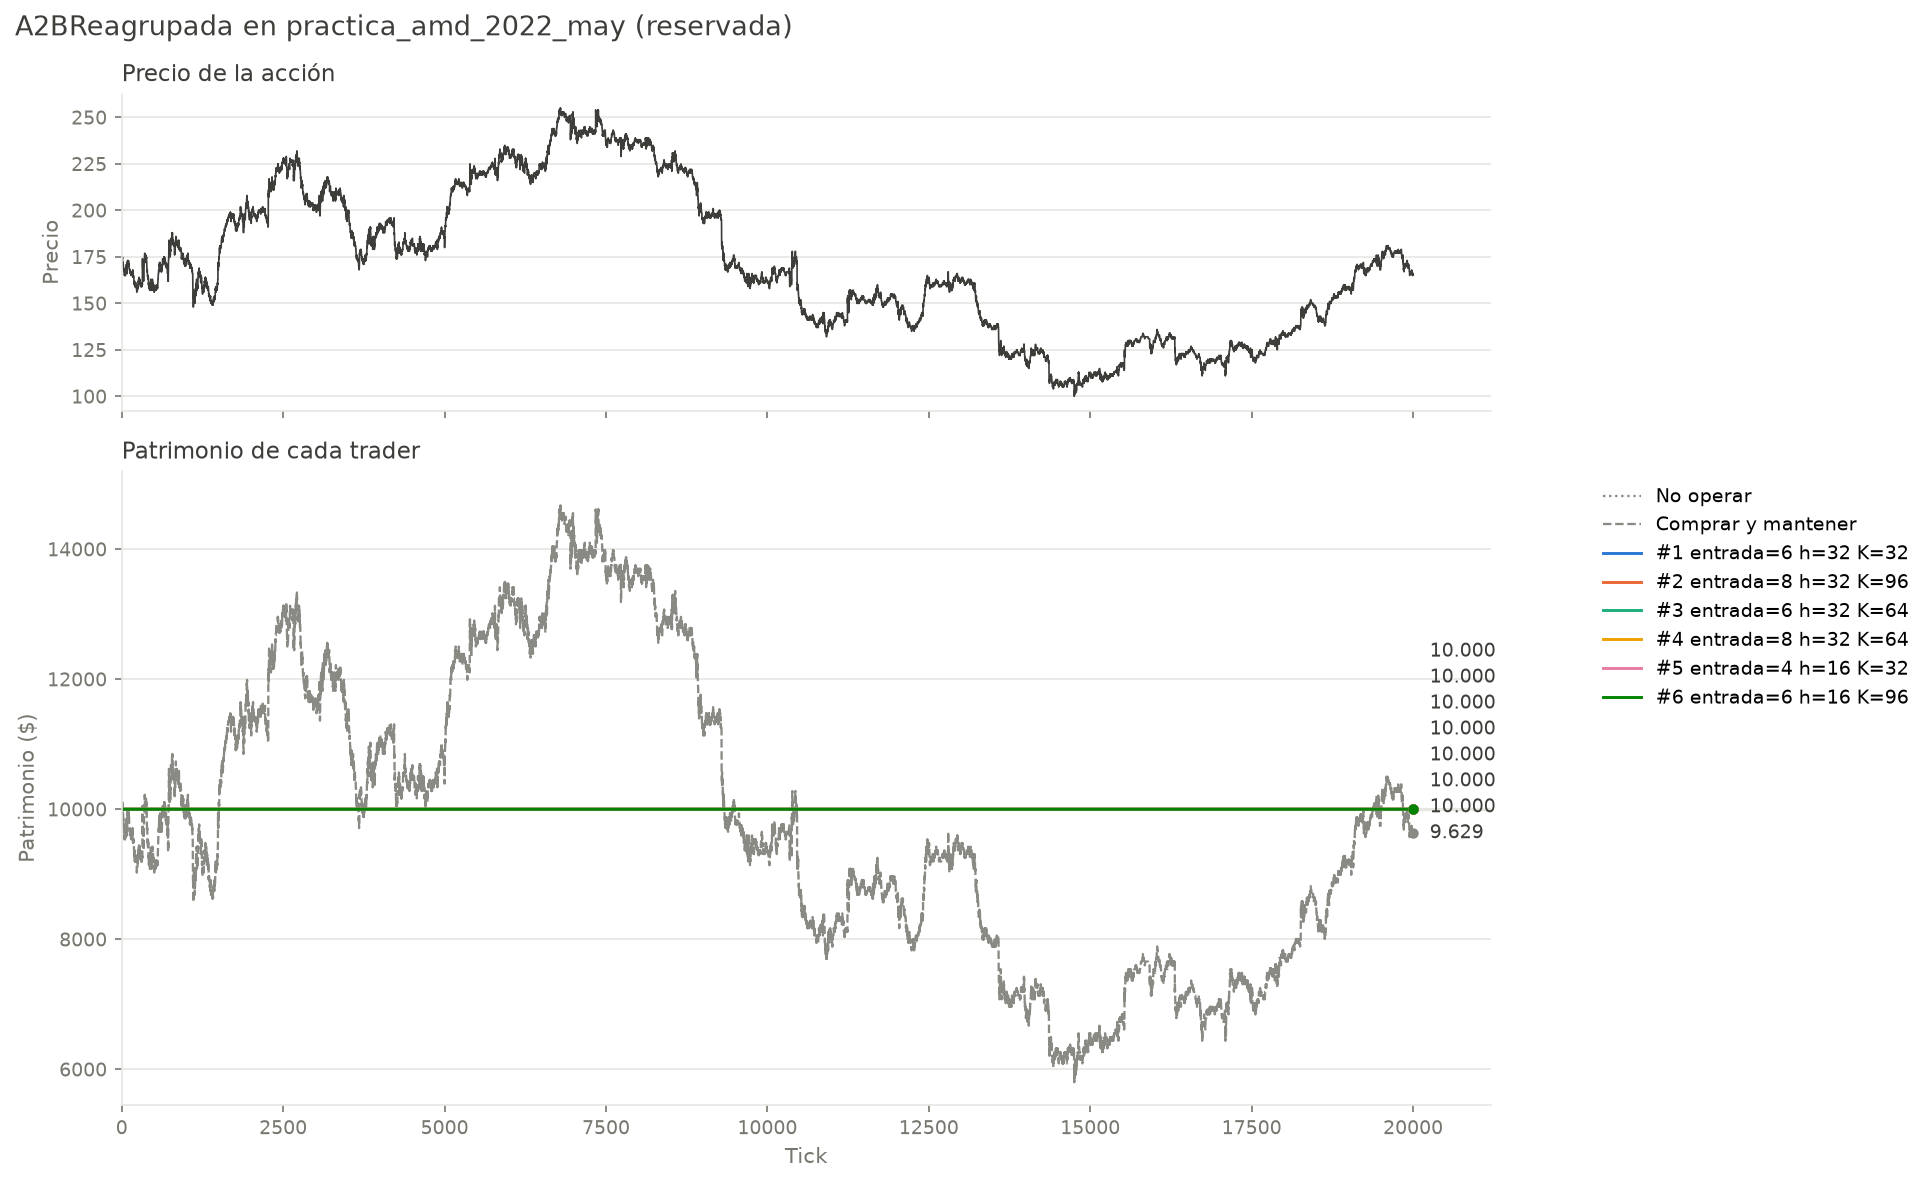 A2BReagrupada en practica_amd_2022_may (reservada)
Precio de la acción
250
225
200
175
150
125
100
Precio
Patrimonio de cada trader
14000
12000
10000
8000
6000
Patrimonio ($)
0
2500
5000
7500
10000
12500
15000
17500
20000
Tick
10.000
10.000
10.000
10.000
10.000
10.000
10.000
9.629
No operar
Comprar y mantener
#1 entrada=6 h=32 K=32
#2 entrada=8 h=32 K=96
#3 entrada=6 h=32 K=64
#4 entrada=8 h=32 K=64
#5 entrada=4 h=16 K=32
#6 entrada=6 h=16 K=96